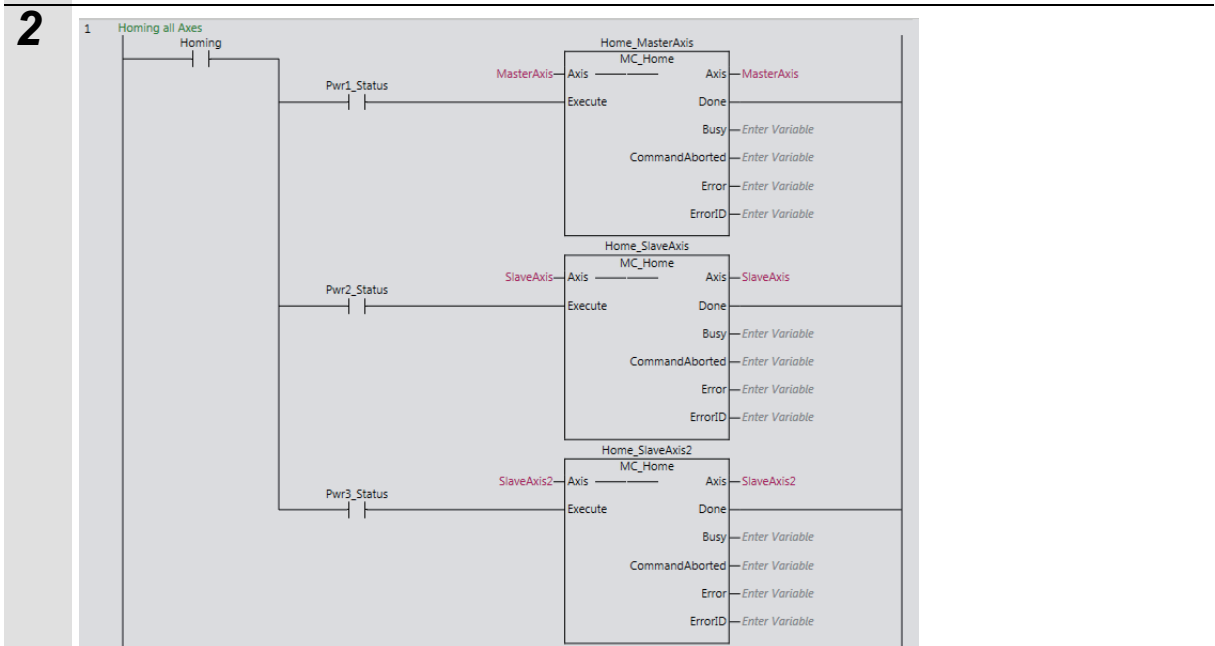 2
1 Homing all Axes
Homing
Home_MasterAxis
MC_Home
MasterAxis Axis Axis MasterAxis
Pwr1_Status
Execute Done
Busy Enter Variable
CommandAborted Enter Variable
Error Enter Variable
ErrorID Enter Variable
Home_SlaveAxis
MC_Home
SlaveAxis Axis Axis SlaveAxis
Pwr2_Status
Execute Done
Busy Enter Variable
CommandAborted Enter Variable
Error Enter Variable
ErrorID Enter Variable
Home_SlaveAxis2
MC_Home
SlaveAxis2 Axis Axis SlaveAxis2
Pwr3_Status
Execute Done
Busy Enter Variable
CommandAborted Enter Variable
Error Enter Variable
ErrorID Enter Variable